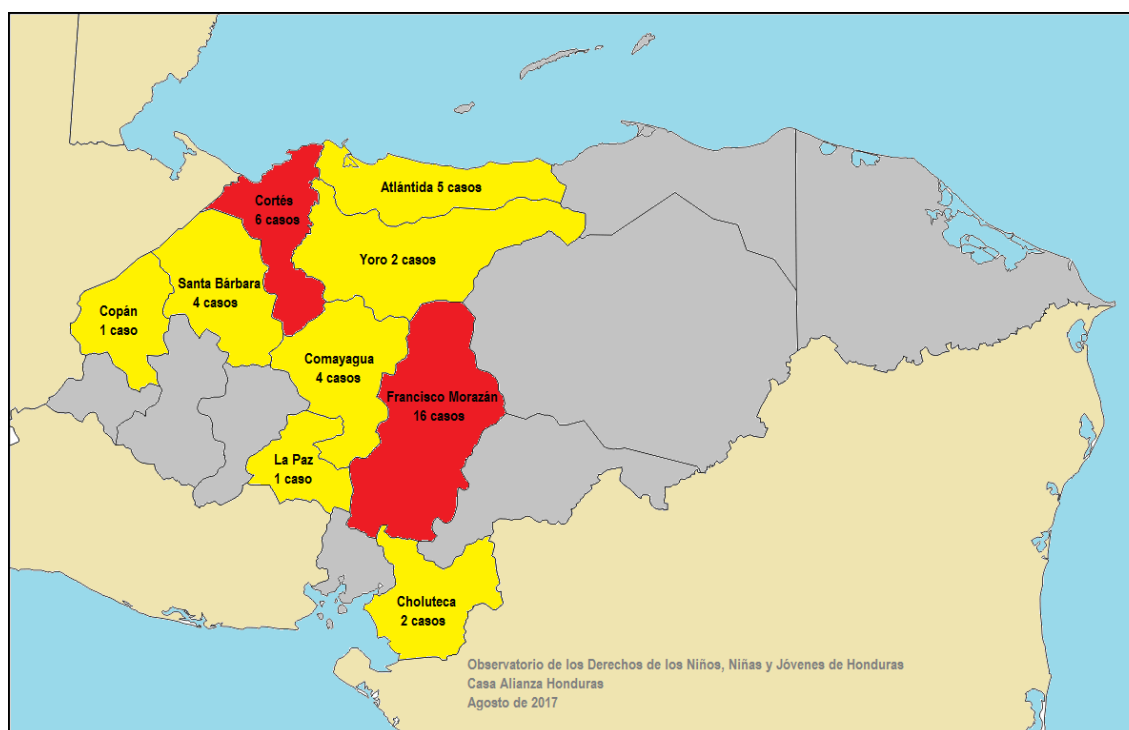 Atlántida 5 casos
Cortés
6 casos
Yoro 2 casos
Santa Bárbara
4 casos
Copán
1 caso
Comayagua
4 casos
Francisco Morazán
16 casos
La Paz
1 caso
Choluteca
2 casos
Observatorio de los Derechos de los Niños, Niñas y Jóvenes de Honduras
Casa Alianza Honduras
Agosto de 2017